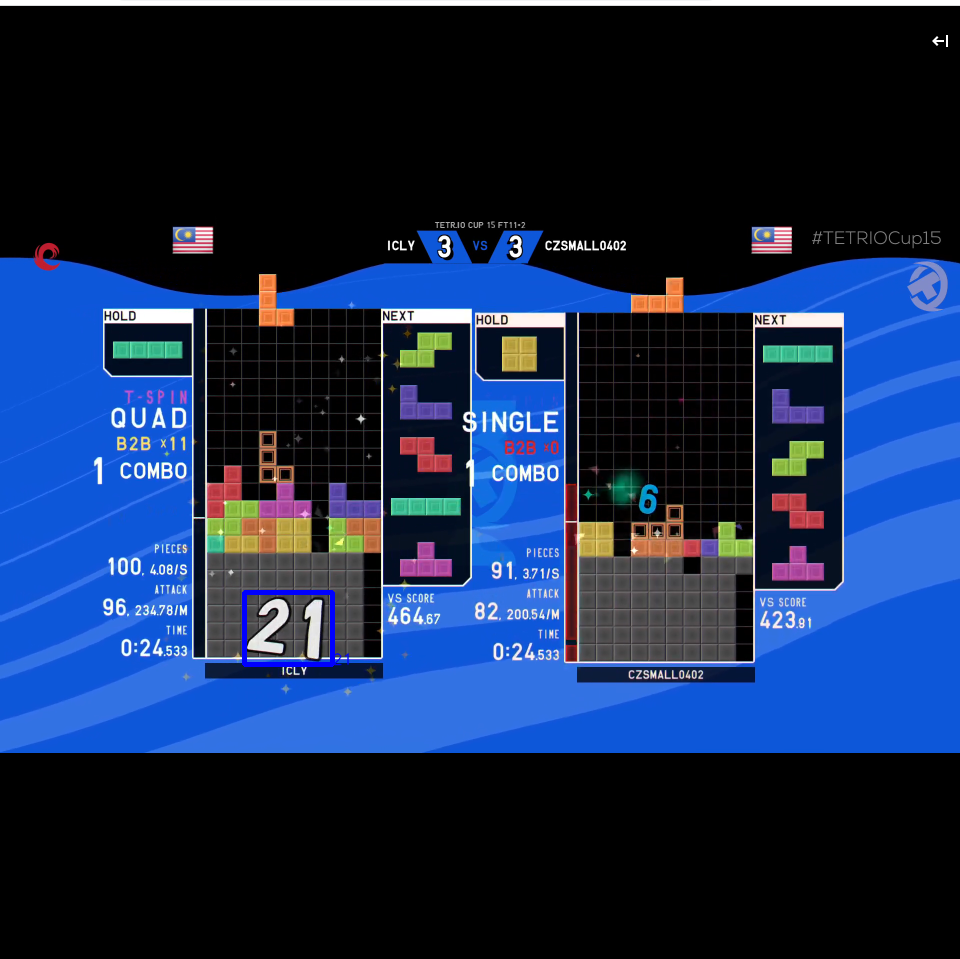 TETR.IO CUP 15 FT11-2
ICLY 3 VS 3 CZSMALL0402
#TETRIOCup15
HOLD
NEXT
T-SPIN
QUAD
B2B ×11
1 COMBO
PIECES
100, 4.08/S
ATTACK
96, 234.78/M
TIME
0:24.533
21
21
VS SCORE
464.67
ICLY
HOLD
NEXT
SINGLE
B2B ×0
1 COMBO
6
PIECES
91, 3.71/S
ATTACK
82, 200.54/M
TIME
0:24.533
VS SCORE
423.91
CZSMALL0402